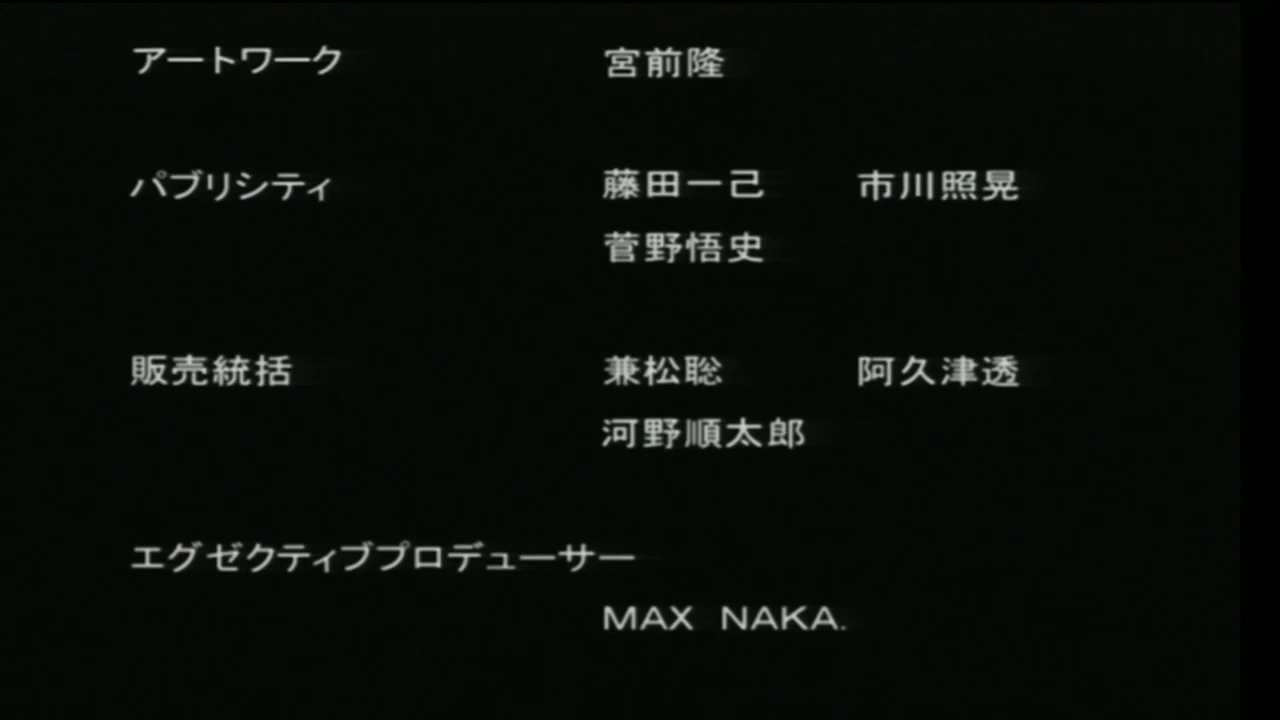 アートワーク 宮前隆
パブリシティ 藤田一己 市川照晃
菅野悟史
販売統括 兼松聡 阿久津透
河野順太郎
エグゼクティブプロデューサー
MAX NAKA.